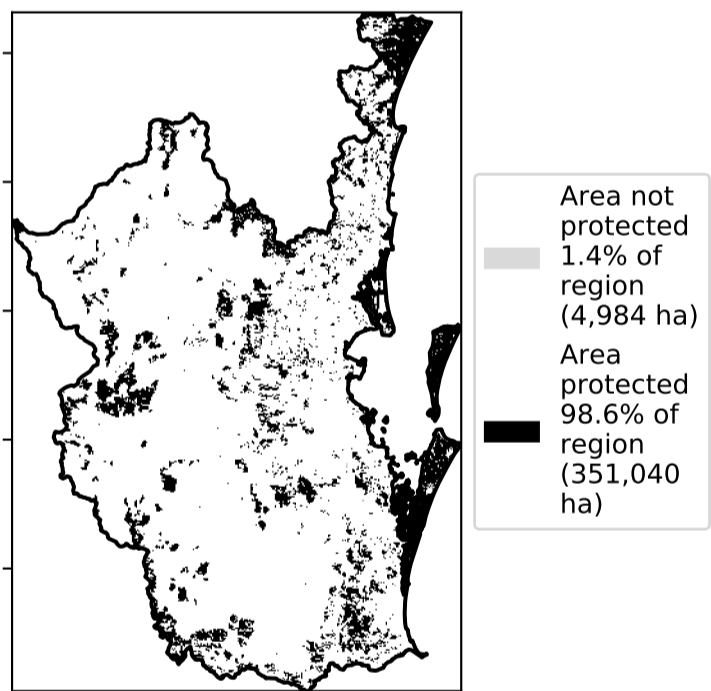 Area not
protected
1.4% of
region
(4,984 ha)
Area
protected
98.6% of
region
(351,040
ha)